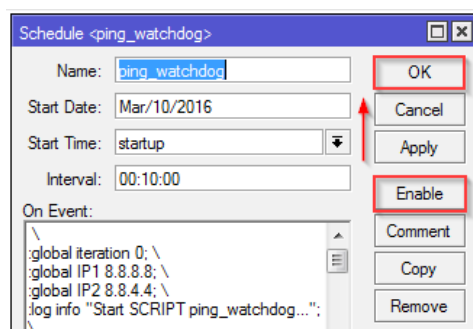 Schedule <ping_watchdog>
Name: ping_watchdog
OK
Start Date: Mar/10/2016
Cancel
Start Time: startup
Apply
Interval: 00:10:00
Enable
On Event:
Comment
\
:global iteration 0; \
:global IP1 8.8.8.8; \
:global IP2 8.8.4.4; \
:log info "Start SCRIPT ping_watchdog...";
\
Copy
Remove